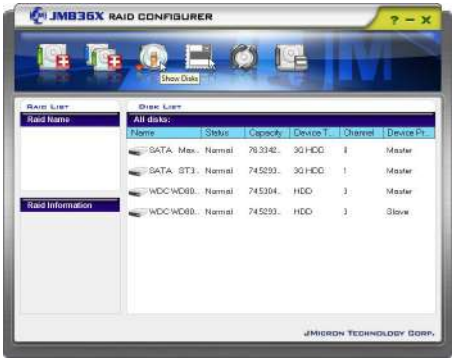 JMB36X RAID CONFIGURER
? - X
Show Disks
RAID LIST
Raid Name
Raid Information
DISK LIST
All disks:
Name Status Capacity Device T... Channel Device Pr...
SATA Max.. Normal 76.3342.. 3G HDD 0 Master
SATA ST3.. Normal 74.5293.. 3G HDD 1 Master
WDC WD80.. Normal 74.5304.. HDD 3 Master
WDC WD80.. Normal 74.5293.. HDD 3 Slave
JMICRON TECHNOLOGY CORP.